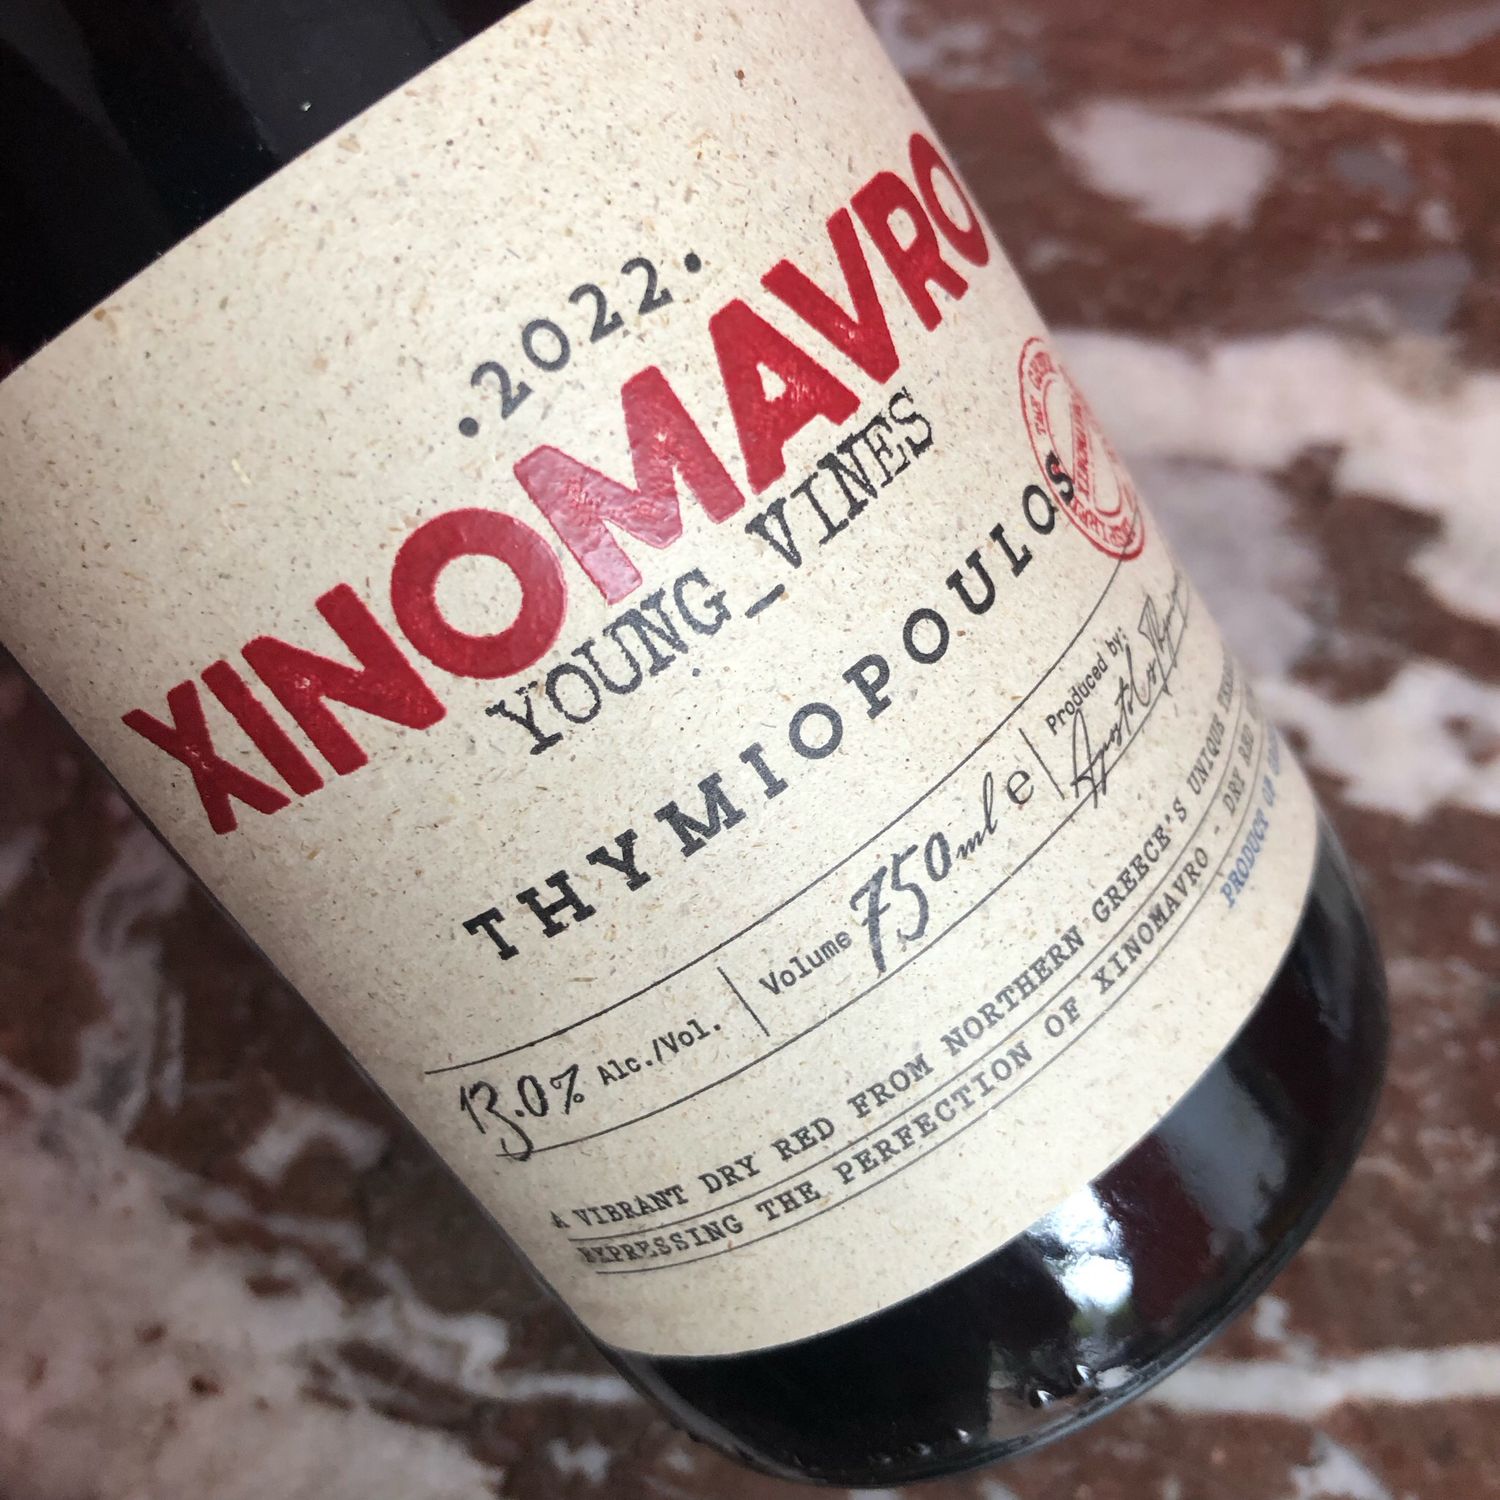 .2022.
XINOMAVRO
YOUNG_VINES
THYMIOPOULOS
13.0% Alc./Vol.
Volume 750ml e
Produced by:
A VIBRANT DRY RED FROM NORTHERN GREECE'S UNIQUE
EXPRESSING THE PERFECTION OF XINOMAVRO - DRY RED
PRODUCT OF